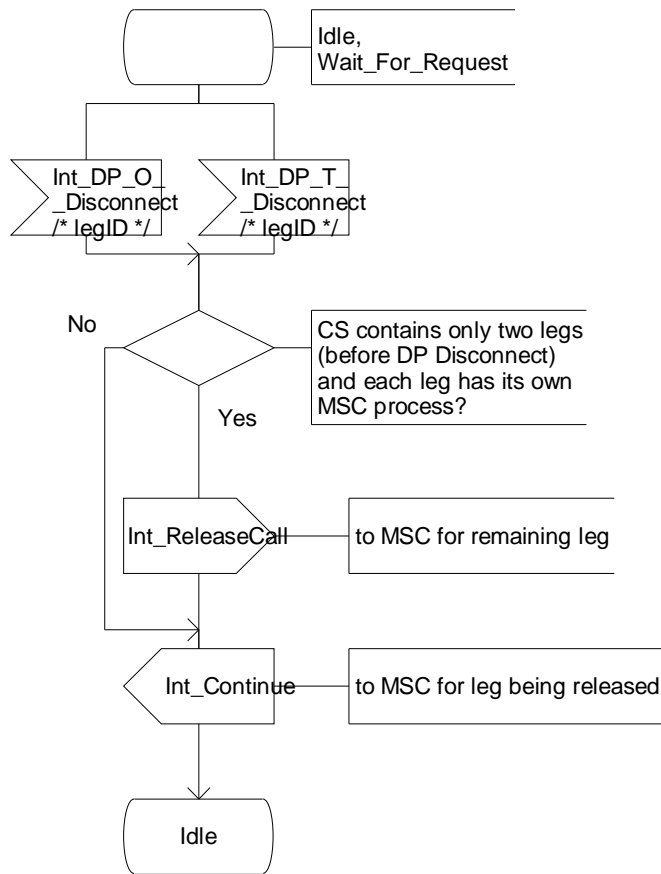 Idle,
Wait_For_Request
Int_DP_O_
_Disconnect
/* legID */
Int_DP_T_
_Disconnect
/* legID */
No
CS contains only two legs
(before DP Disconnect)
and each leg has its own
MSC process?
Yes
Int_ReleaseCall
to MSC for remaining leg
Int_Continue
to MSC for leg being released
Idle